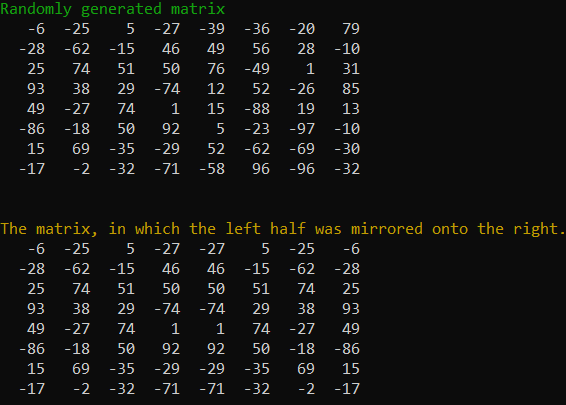 Randomly generated matrix
-6 -25 5 -27 -39 -36 -20 79
-28 -62 -15 46 49 56 28 -10
25 74 51 50 76 -49 1 31
93 38 29 -74 12 52 -26 85
49 -27 74 1 15 -88 19 13
-86 -18 50 92 5 -23 -97 -10
15 69 -35 -29 52 -62 -69 -30
-17 -2 -32 -71 -58 96 -96 -32
The matrix, in which the left half was mirrored onto the right.
-6 -25 5 -27 -27 5 -25 -6
-28 -62 -15 46 46 -15 -62 -28
25 74 51 50 50 51 74 25
93 38 29 -74 -74 29 38 93
49 -27 74 1 1 74 -27 49
-86 -18 50 92 92 50 -18 -86
15 69 -35 -29 -29 -35 69 15
-17 -2 -32 -71 -71 -32 -2 -17